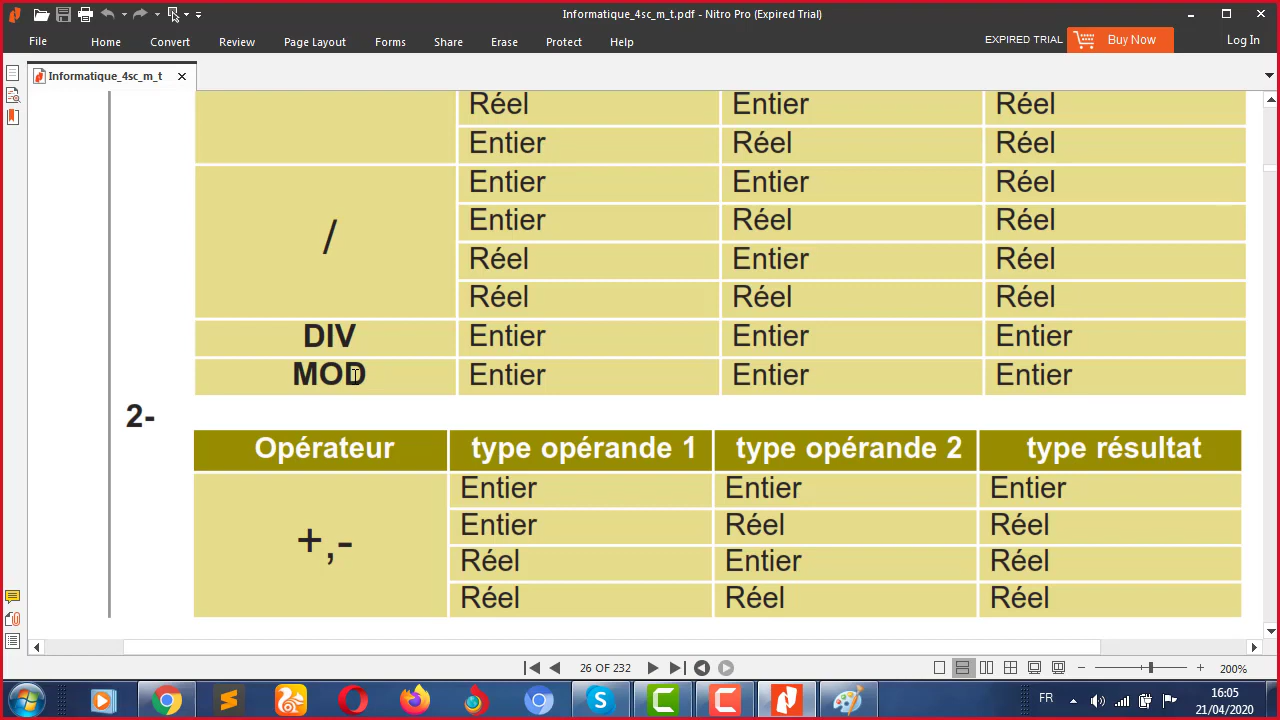 Informatique_4sc_m_t.pdf - Nitro Pro (Expired Trial)
File Home Convert Review Page Layout Forms Share Erase Protect Help EXPIRED TRIAL Buy Now Log In
Informatique_4sc_m_t
Réel Entier Réel
Entier Réel Réel
/ Entier Entier Réel
Entier Réel Réel
Réel Entier Réel
Réel Réel Réel
DIV Entier Entier Entier
MOD Entier Entier Entier
2-
Opérateur type opérande 1 type opérande 2 type résultat
+,- Entier Entier Entier
Entier Réel Réel
Réel Entier Réel
Réel Réel Réel
26 OF 232 200%
FR 16:05
21/04/2020